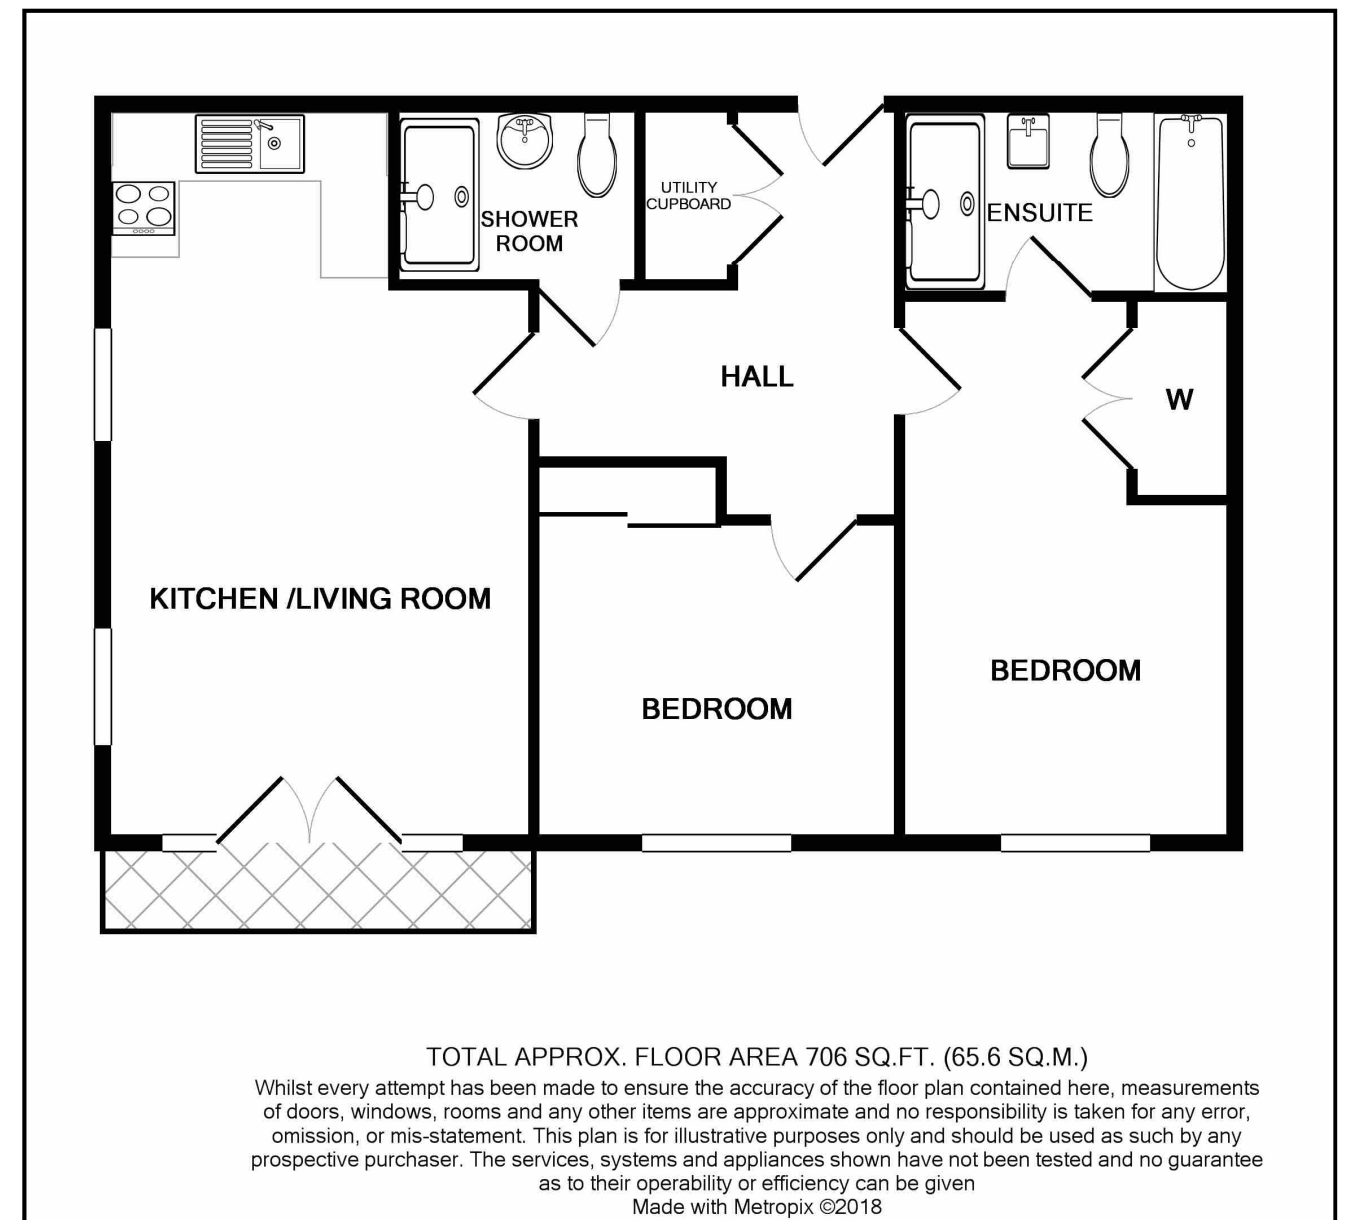 UTILITY
CUPBOARD
SHOWER
ROOM
ENSUITE
HALL
W
KITCHEN /LIVING ROOM
BEDROOM
BEDROOM
TOTAL APPROX. FLOOR AREA 706 SQ.FT. (65.6 SQ.M.)
Whilst every attempt has been made to ensure the accuracy of the floor plan contained here, measurements
of doors, windows, rooms and any other items are approximate and no responsibility is taken for any error,
omission, or mis-statement. This plan is for illustrative purposes only and should be used as such by any
prospective purchaser. The services, systems and appliances shown have not been tested and no guarantee
as to their operability or efficiency can be given
Made with Metropix ©2018